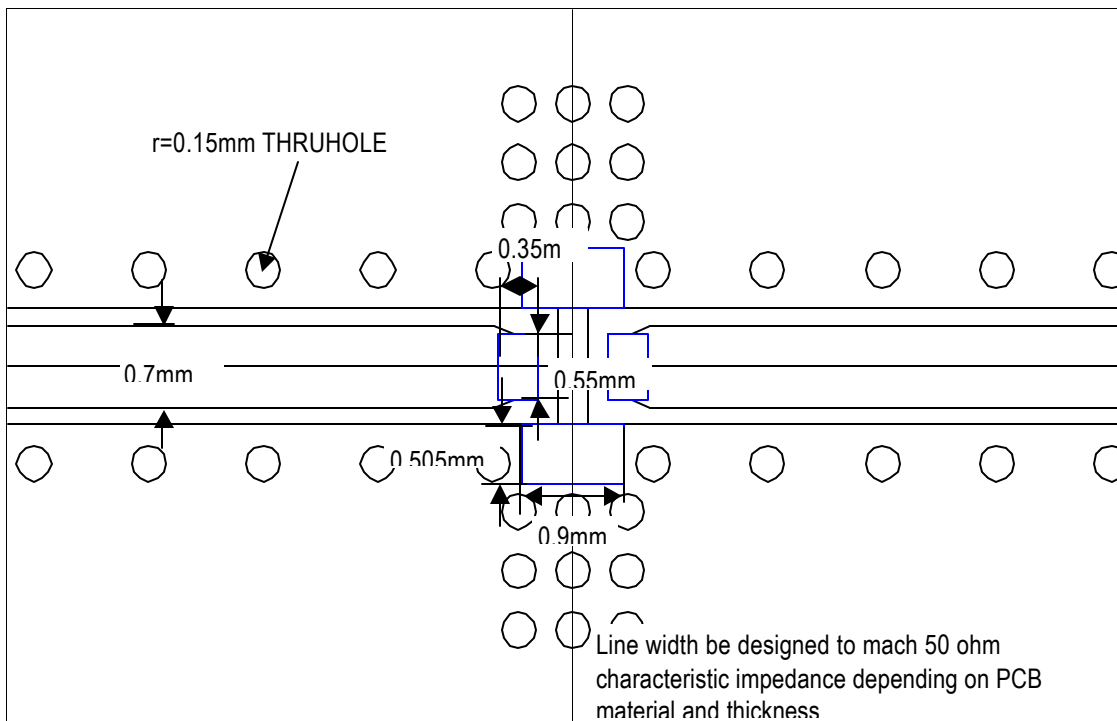 r=0.15mm THRUHOLE
0.35m
0.7mm
0.55mm
0.505mm
0.9mm
Line width be designed to mach 50 ohm
characteristic impedance depending on PCB
material and thickness